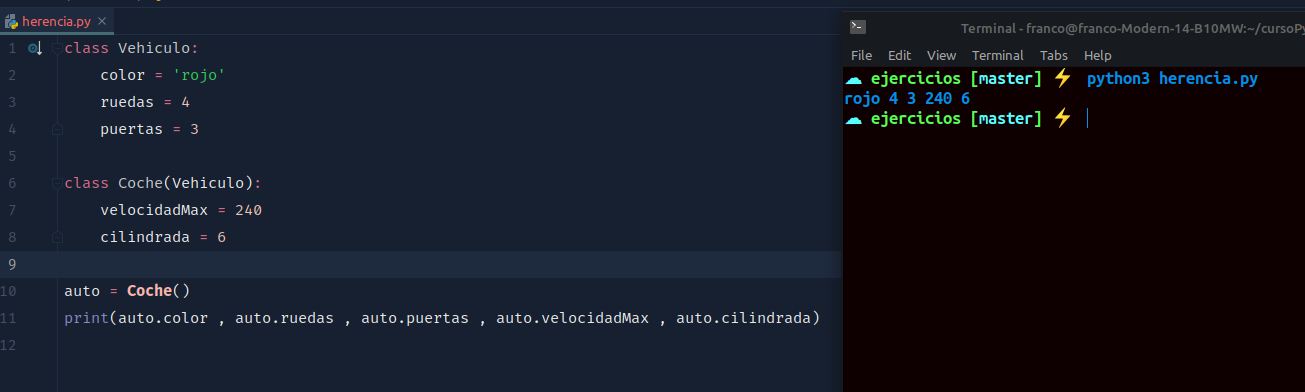 herencia.py ×
1 class Vehiculo:
2     color = 'rojo'
3     ruedas = 4
4     puertas = 3
5
6 class Coche(Vehiculo):
7     velocidadMax = 240
8     cilindrada = 6
9
10 auto = Coche()
11 print(auto.color , auto.ruedas , auto.puertas , auto.velocidadMax , auto.cilindrada)
12
Terminal - franco@franco-Modern-14-B10MW:~/cursoPy
File Edit View Terminal Tabs Help
☁ ejercicios [master] ⚡ python3 herencia.py
rojo 4 3 240 6
☁ ejercicios [master] ⚡